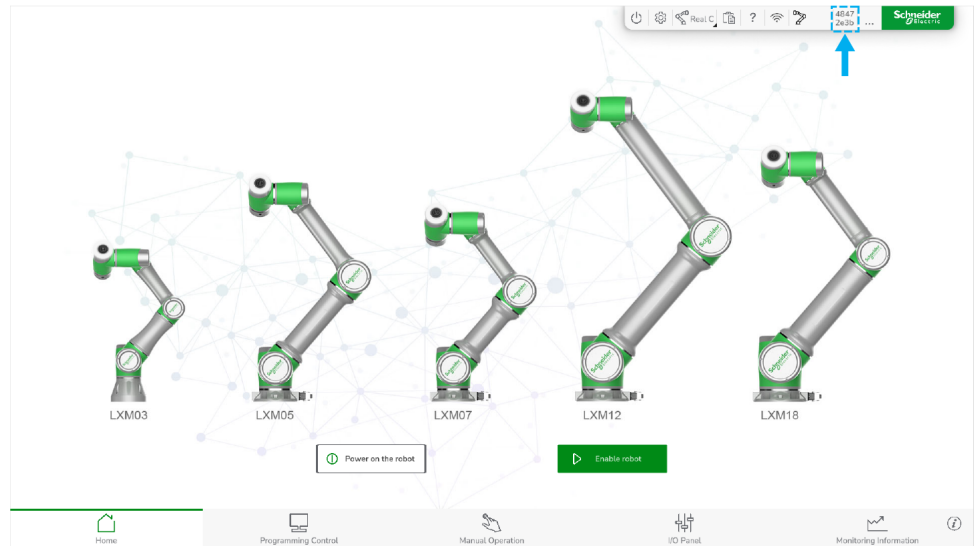 Real C
?
4847
2e3b
...
Schneider
Electric
LXM03
LXM05
LXM07
LXM12
LXM18
Power on the robot
Enable robot
Home
Programming Control
Manual Operation
I/O Panel
Monitoring Information
i